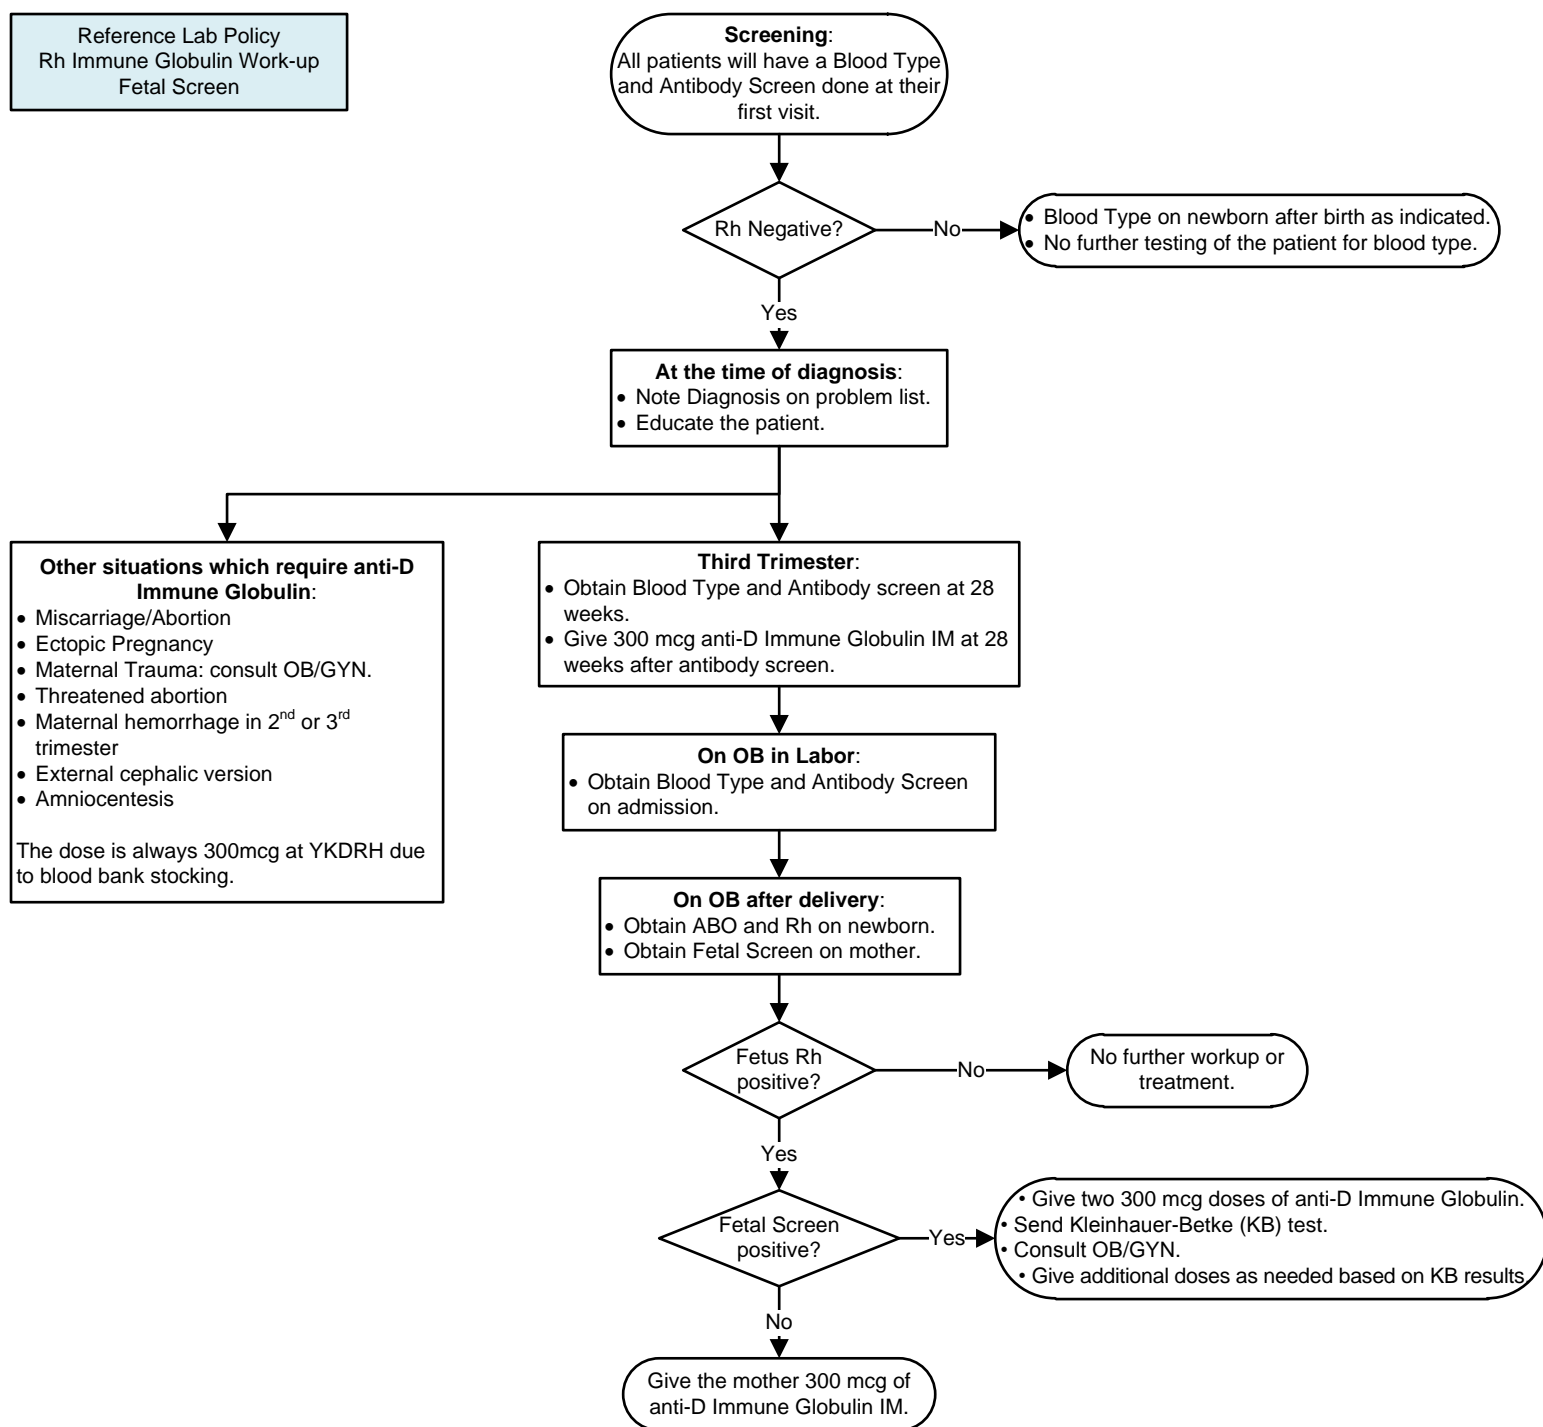 Reference Lab Policy
Rh Immune Globulin Work-up
Fetal Screen
Screening:
All patients will have a Blood Type
and Antibody Screen done at their
first visit.
Rh Negative?
No
• Blood Type on newborn after birth as indicated.
• No further testing of the patient for blood type.
Yes
At the time of diagnosis:
• Note Diagnosis on problem list.
• Educate the patient.
Other situations which require anti-D
Immune Globulin:
• Miscarriage/Abortion
• Ectopic Pregnancy
• Maternal Trauma: consult OB/GYN.
• Threatened abortion
• Maternal hemorrhage in 2nd or 3rd
trimester
• External cephalic version
• Amniocentesis
The dose is always 300mcg at YKDRH due
to blood bank stocking.
Third Trimester:
• Obtain Blood Type and Antibody screen at 28
weeks.
• Give 300 mcg anti-D Immune Globulin IM at 28
weeks after antibody screen.
On OB in Labor:
• Obtain Blood Type and Antibody Screen
on admission.
On OB after delivery:
• Obtain ABO and Rh on newborn.
• Obtain Fetal Screen on mother.
Fetus Rh
positive?
No
No further workup or
treatment.
Yes
Fetal Screen
positive?
Yes
• Give two 300 mcg doses of anti-D Immune Globulin.
• Send Kleinhauer-Betke (KB) test.
• Consult OB/GYN.
• Give additional doses as needed based on KB results
No
Give the mother 300 mcg of
anti-D Immune Globulin IM.